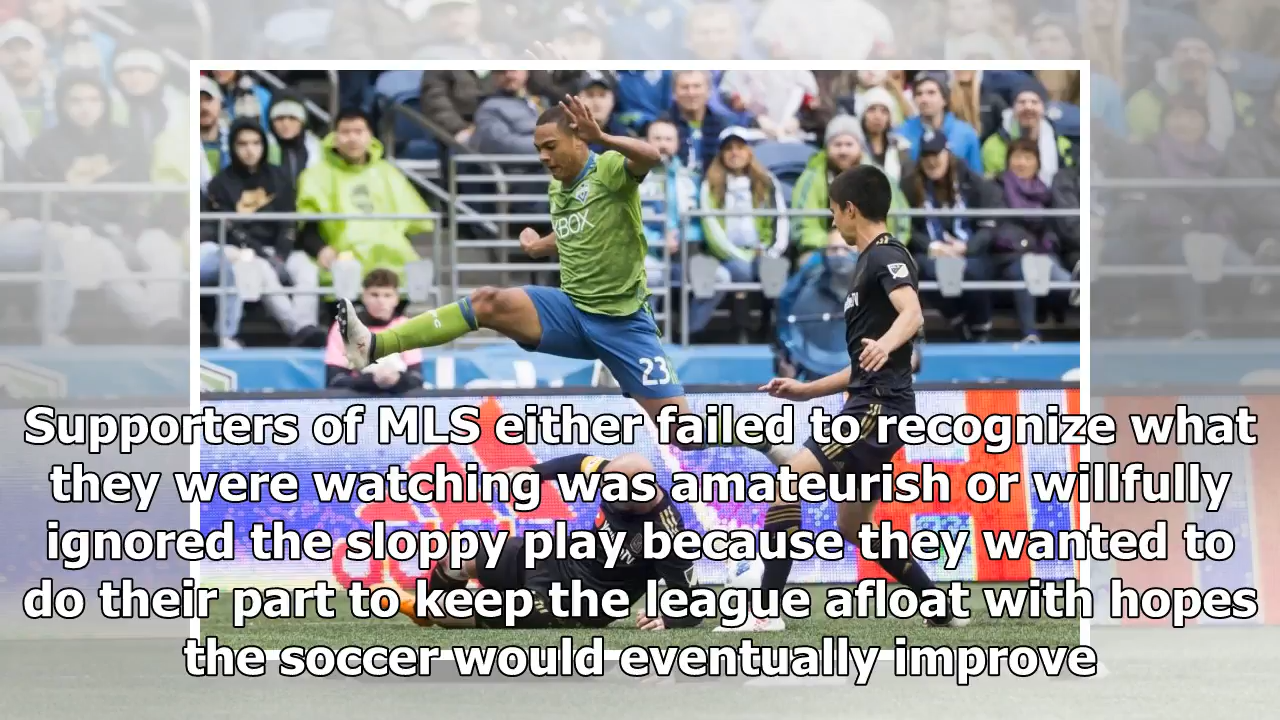 XBOX
23
Supporters of MLS either failed to recognize what
they were watching was amateurish or willfully
ignored the sloppy play because they wanted to
do their part to keep the league afloat with hopes
the soccer would eventually improve